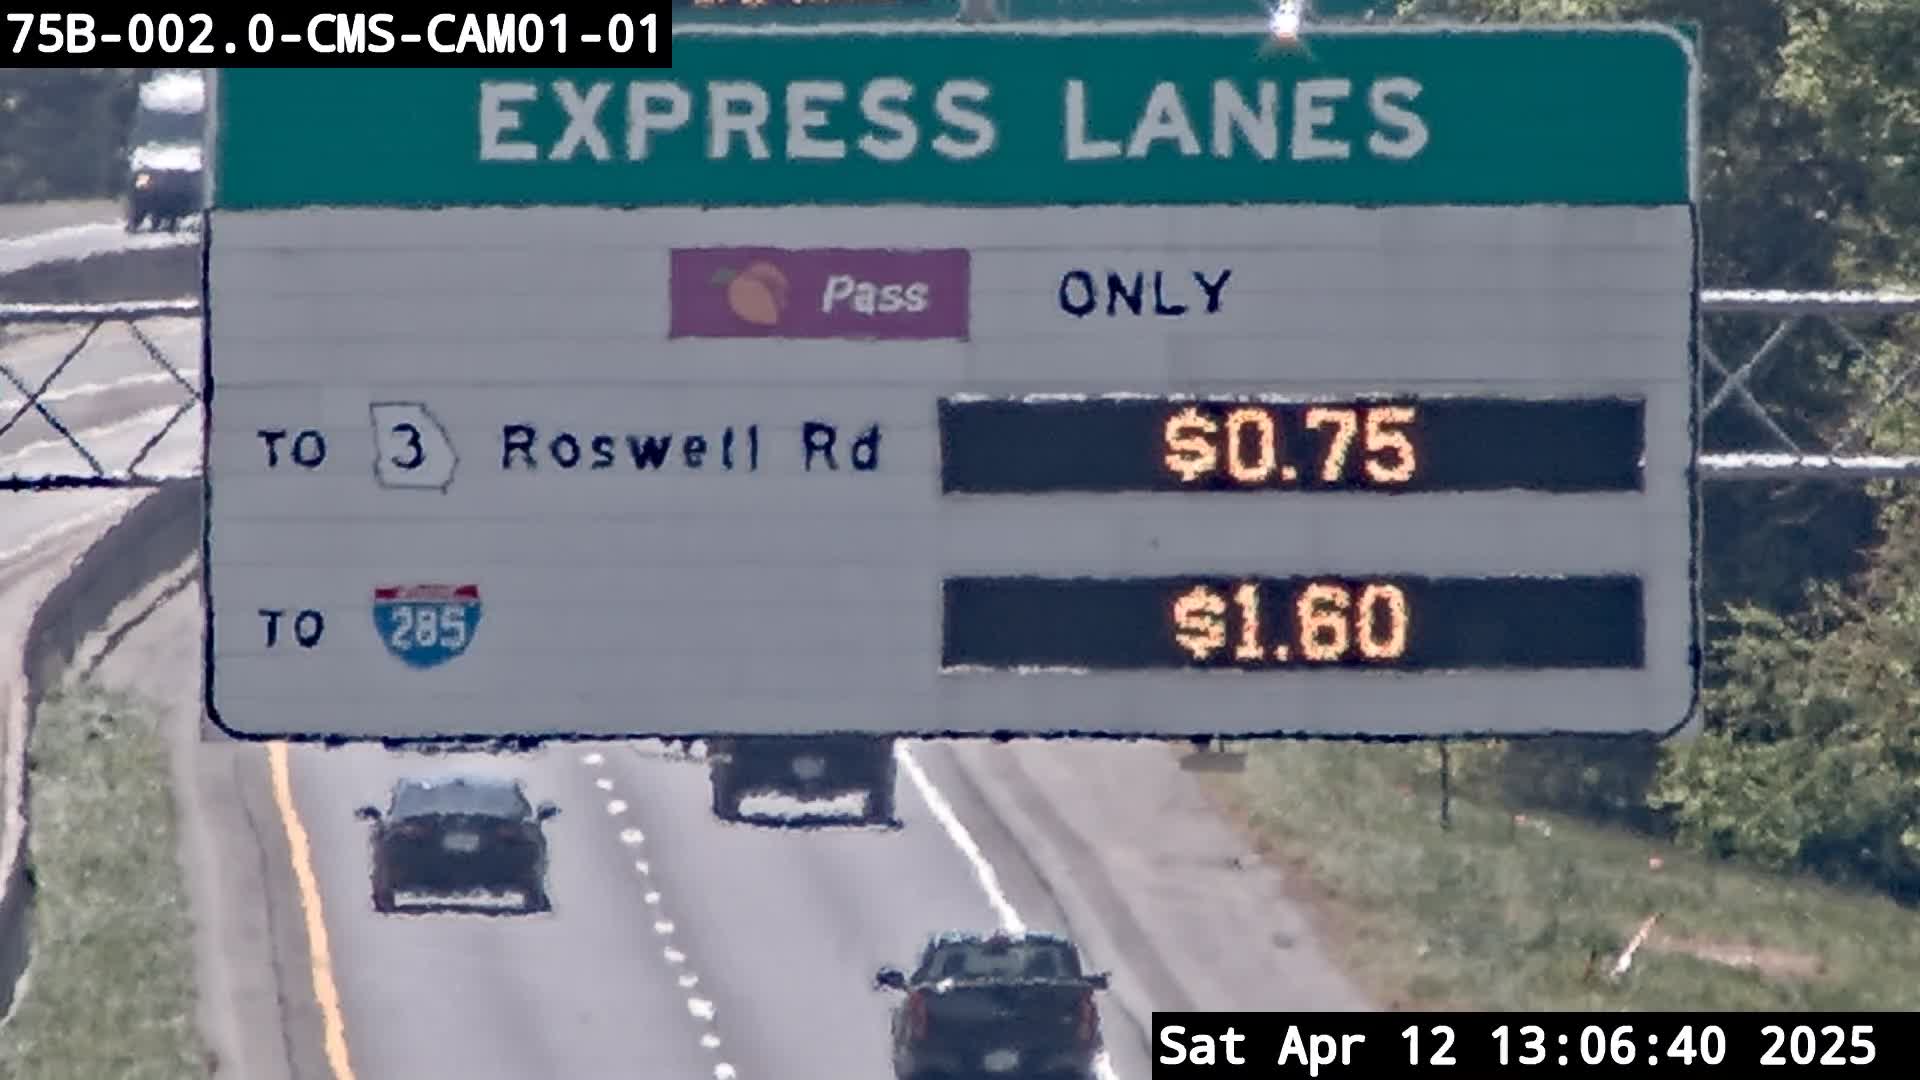 75B-002.0-CMS-CAM01-01
EXPRESS LANES
Pass ONLY
TO 3 Roswell Rd $0.75
TO 285 $1.60
Sat Apr 12 13:06:40 2025